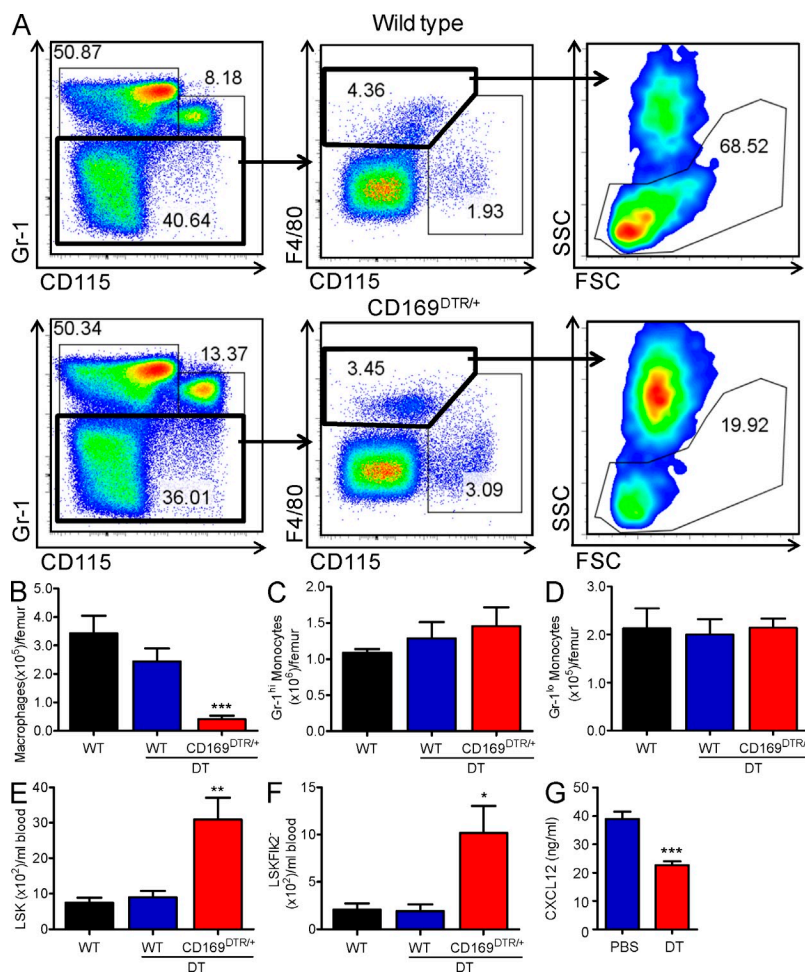 A
Wild type
50.87
8.18
40.64
Gr-1
CD115
4.36
1.93
F4/80
CD115
68.52
SSC
FSC
CD169DTR/+
50.34
13.37
36.01
Gr-1
CD115
3.45
3.09
F4/80
CD115
19.92
SSC
FSC
B
Macrophages(x10⁵)/femur
5.0
4.0
3.0
2.0
1.0
0.0
***
WT
WT
CD169DTR/+
DT
C
Gr-1hi Monocytes
(x10⁶)/femur
2.0
1.5
1.0
0.5
0.0
WT
WT
CD169DTR/+
DT
D
Gr-1lo Monocytes
(x10⁵)/femur
3.0
2.0
1.0
0.0
WT
WT
CD169DTR/+
DT
E
LSK (x10²)/ml blood
40
30
20
10
0
**
WT
WT
CD169DTR/+
DT
F
LSKFlk2⁻
(x10²)/ml blood
15
10
5
0
*
WT
WT
CD169DTR/+
DT
G
CXCL12 (ng/ml)
50
40
30
20
10
0
***
PBS
DT